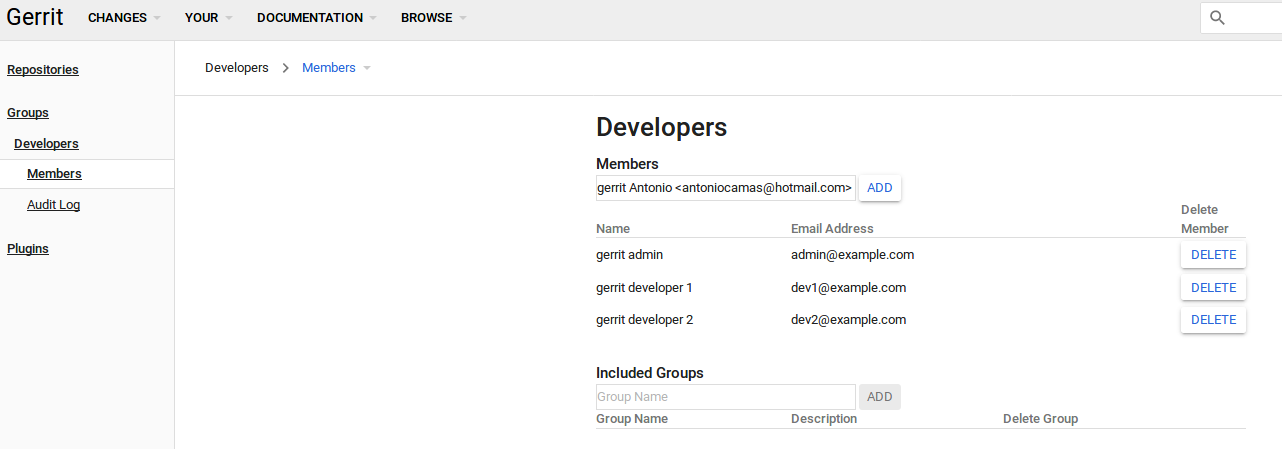 Gerrit CHANGES YOUR DOCUMENTATION BROWSE
Repositories
Groups
Developers
Members
Audit Log
Plugins
Developers > Members
Developers
Members
gerrit Antonio <antoniocamas@hotmail.com> ADD
Name Email Address Delete Member
gerrit admin admin@example.com DELETE
gerrit developer 1 dev1@example.com DELETE
gerrit developer 2 dev2@example.com DELETE
Included Groups
Group Name ADD
Group Name Description Delete Group